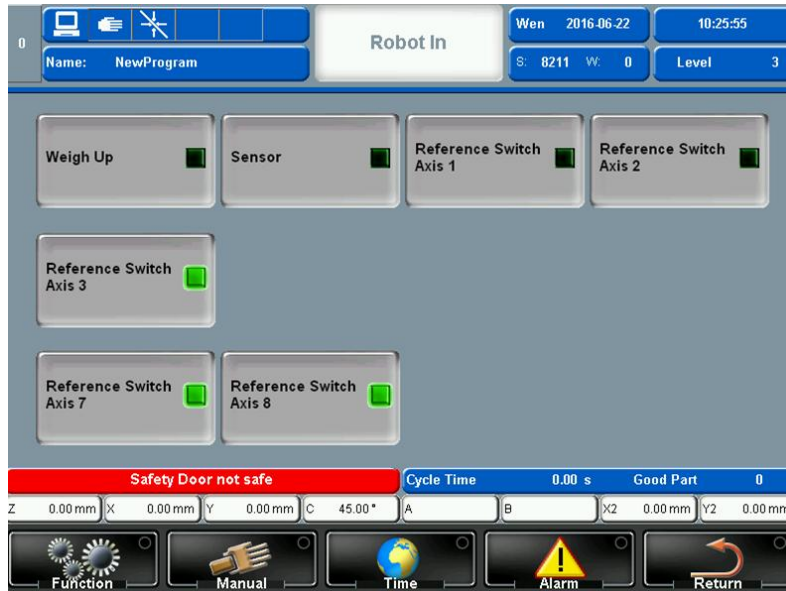 0
Name: NewProgram
Robot In
Wen 2016-06-22
10:25:55
S: 8211 W: 0
Level 3
Weigh Up
Sensor
Reference Switch
Axis 1
Reference Switch
Axis 2
Reference Switch
Axis 3
Reference Switch
Axis 7
Reference Switch
Axis 8
Safety Door not safe
Cycle Time 0.00 s Good Part 0
Z 0.00 mm X 0.00 mm Y 0.00 mm C 45.00 ° A B X2 0.00 mm Y2 0.00 mm
Function
Manual
Time
Alarm
Return